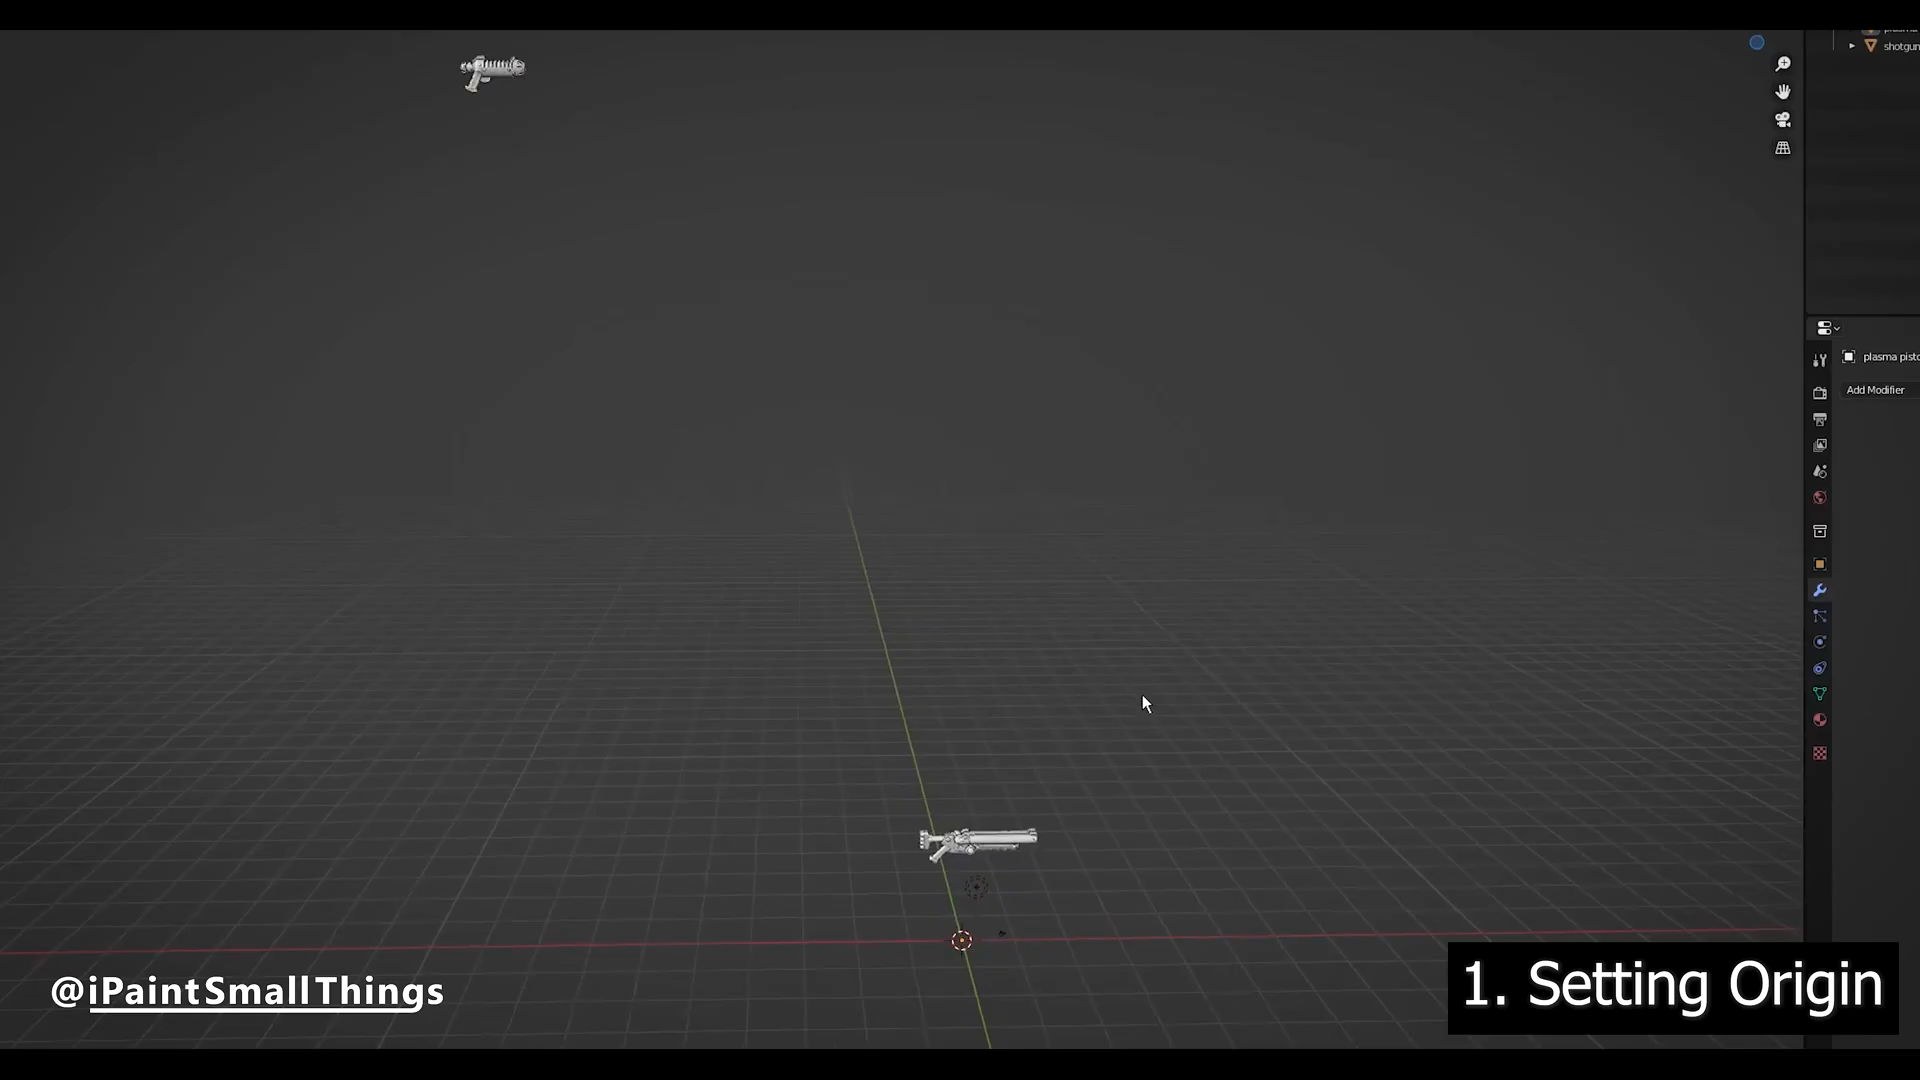 shotgun
plasma pisto
Add Modifier
@iPaintSmallThings
1. Setting Origin